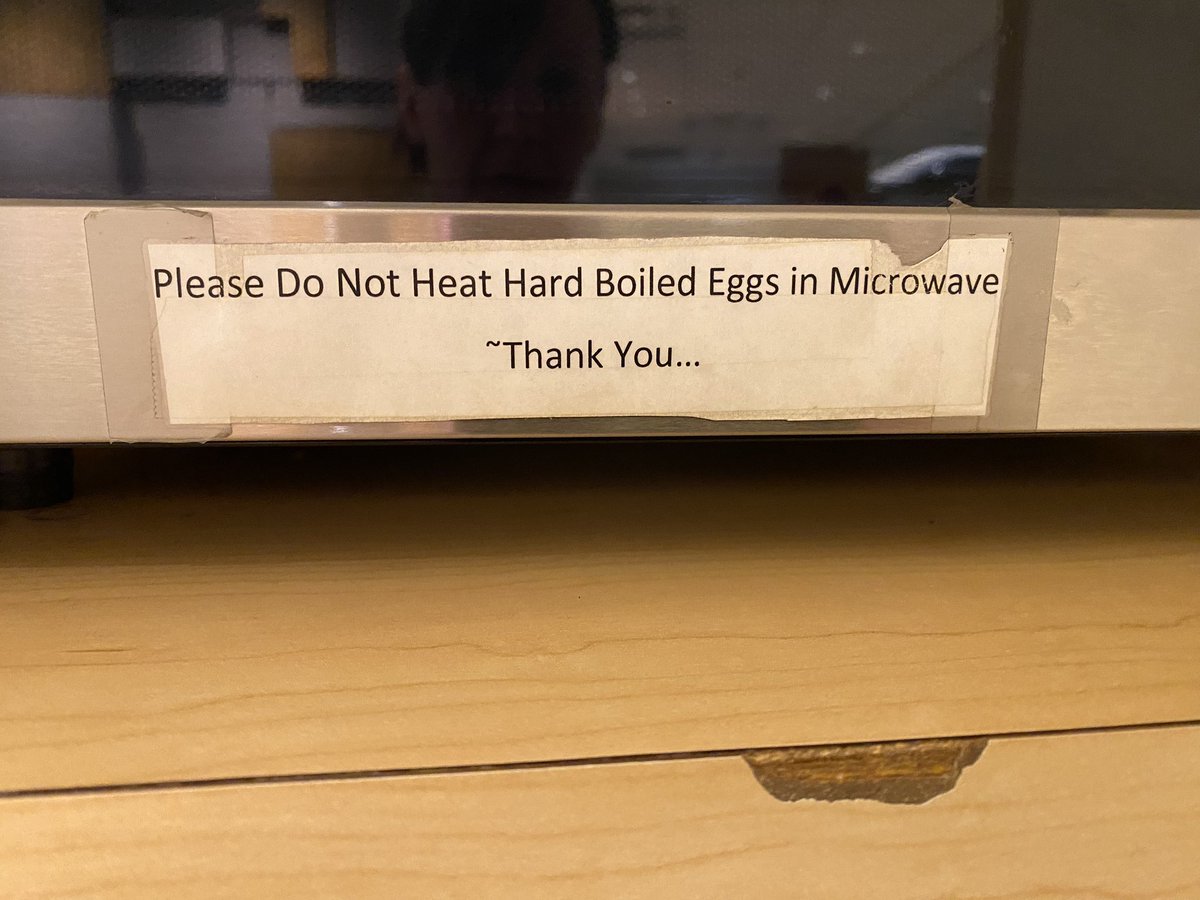 Please Do Not Heat Hard Boiled Eggs in Microwave
~Thank You...